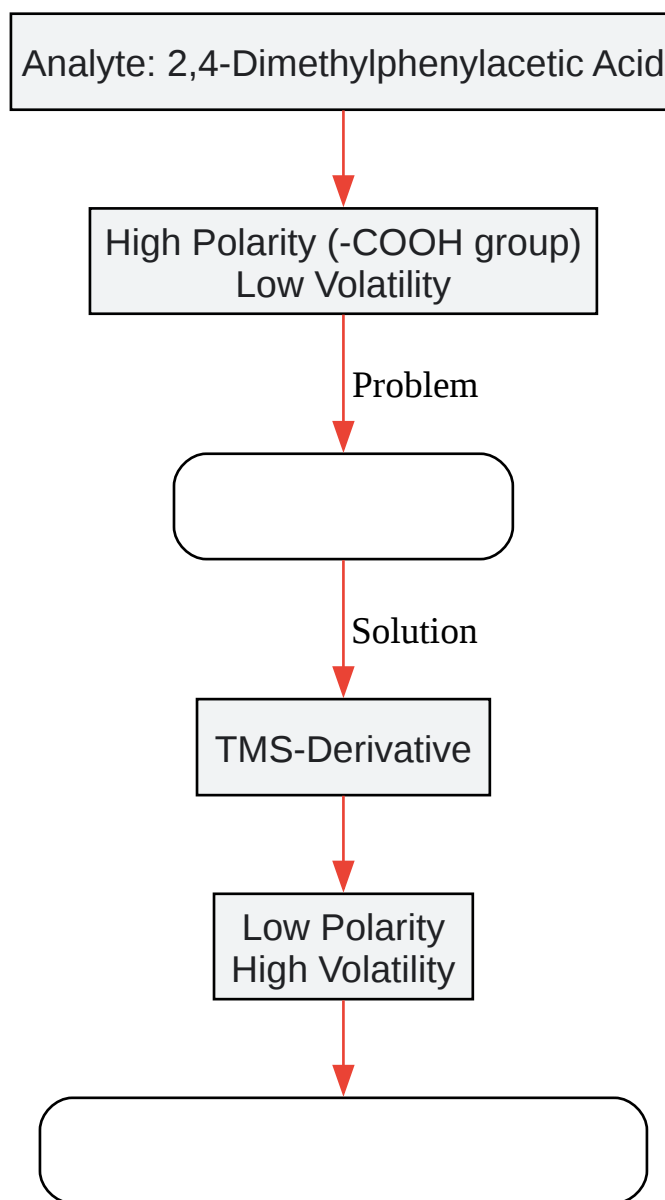 Analyte: 2,4-Dimethylphenylacetic Acid
High Polarity (-COOH group)
Low Volatility
Problem
Solution
TMS-Derivative
Low Polarity
High Volatility